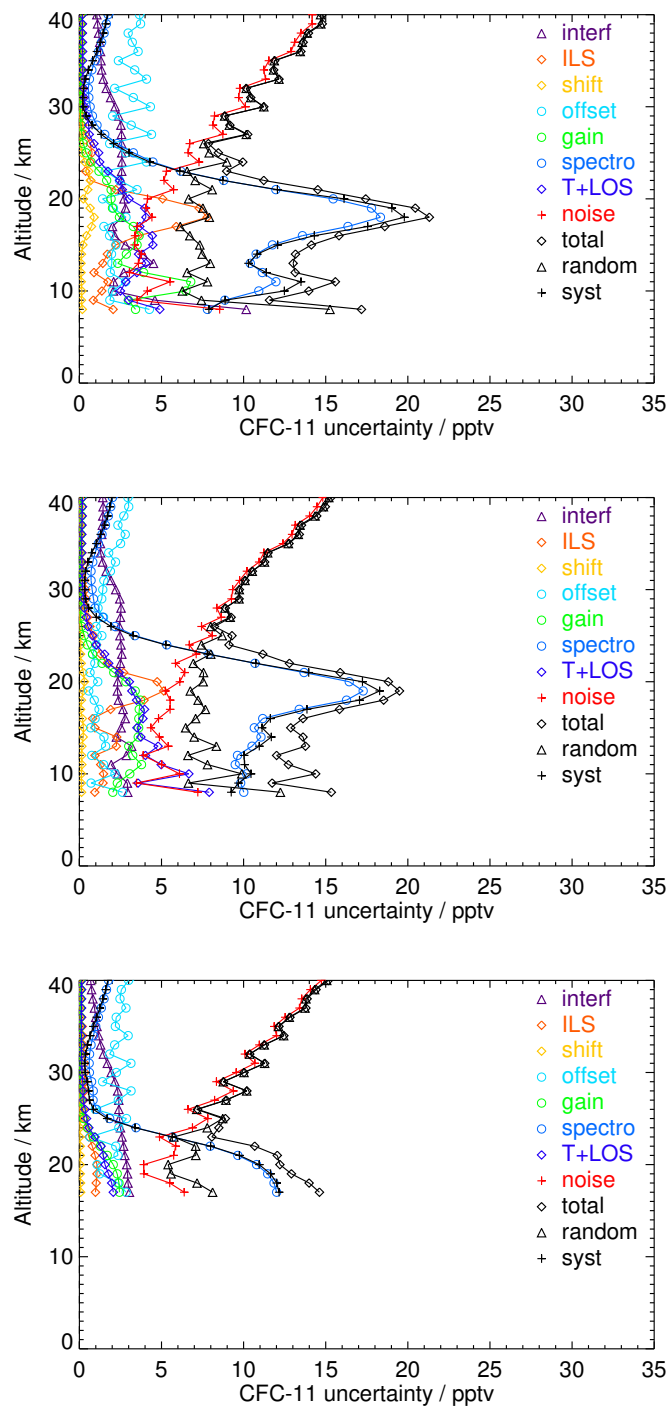 40
30
20
10
0
Altitude / km
0 5 10 15 20 25 30 35
CFC-11 uncertainty / pptv
interf
ILS
shift
offset
gain
spectro
T+LOS
noise
total
random
syst
40
30
20
10
0
Altitude / km
0 5 10 15 20 25 30 35
CFC-11 uncertainty / pptv
interf
ILS
shift
offset
gain
spectro
T+LOS
noise
total
random
syst
40
30
20
10
0
Altitude / km
0 5 10 15 20 25 30 35
CFC-11 uncertainty / pptv
interf
ILS
shift
offset
gain
spectro
T+LOS
noise
total
random
syst